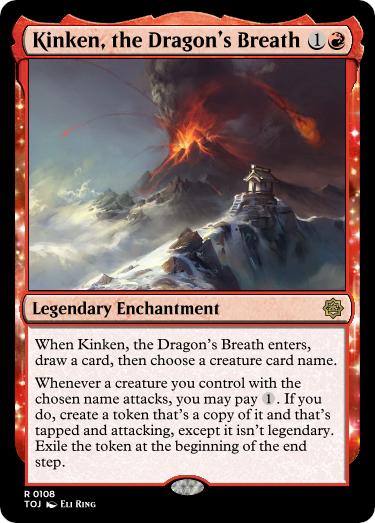 Kinken, the Dragon's Breath 1
Legendary Enchantment
When Kinken, the Dragon's Breath enters,
draw a card, then choose a creature card name.
Whenever a creature you control with the
chosen name attacks, you may pay 1. If you
do, create a token that's a copy of it and that's
tapped and attacking, except it isn't legendary.
Exile the token at the beginning of the end
step.
R 0108
TOJ Eli Ring